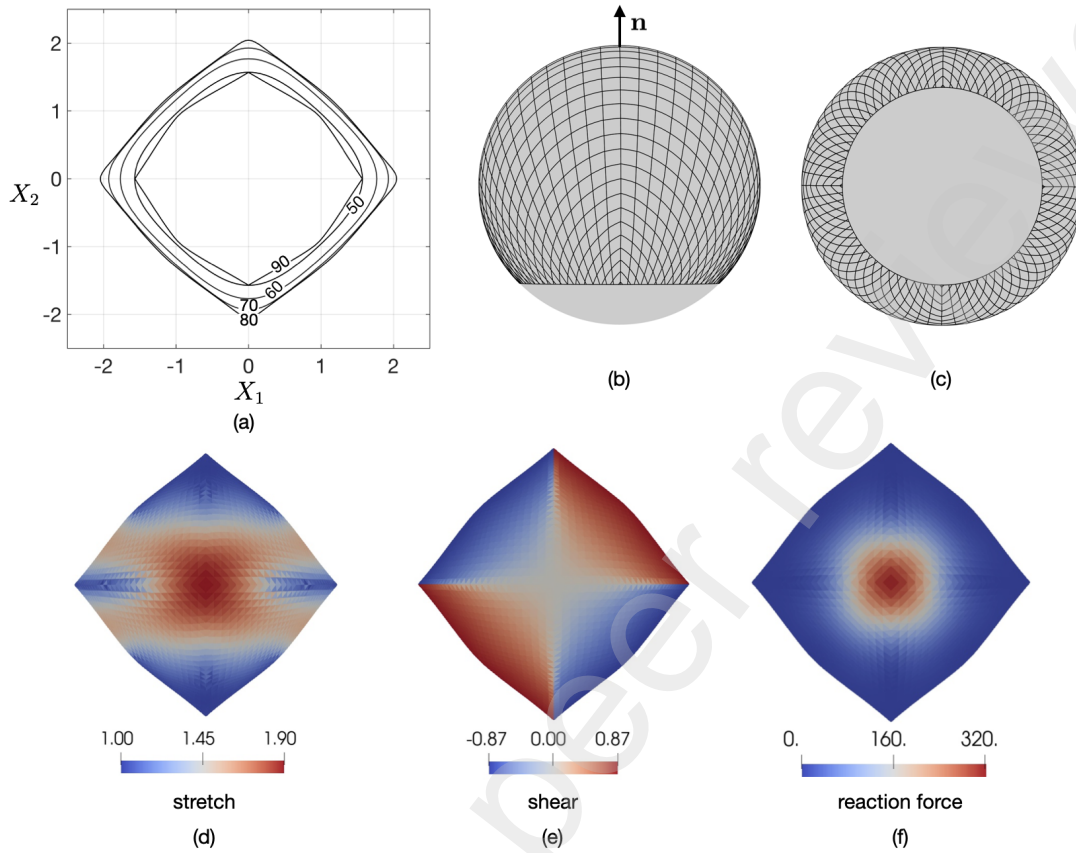 2
1
0
-1
-2
X₂
-2
-1
0
1
2
X₁
50
90
60
70
80
(a)
n
(b)
(c)
1.00 1.45 1.90
stretch
(d)
-0.87 0.00 0.87
shear
(e)
0. 160. 320.
reaction force
(f)
peer review